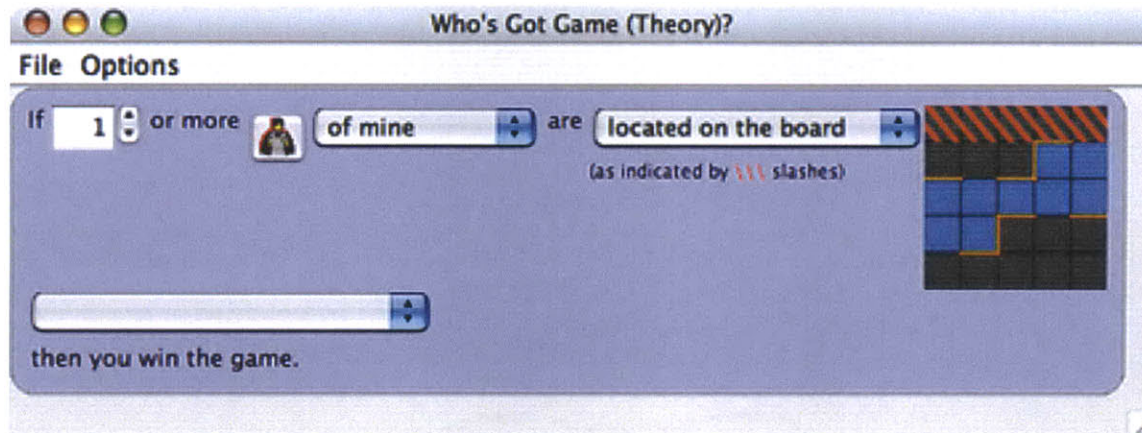 Who's Got Game (Theory)?
File Options
If 1 or more of mine are located on the board
(as indicated by \\\ slashes)
then you win the game.